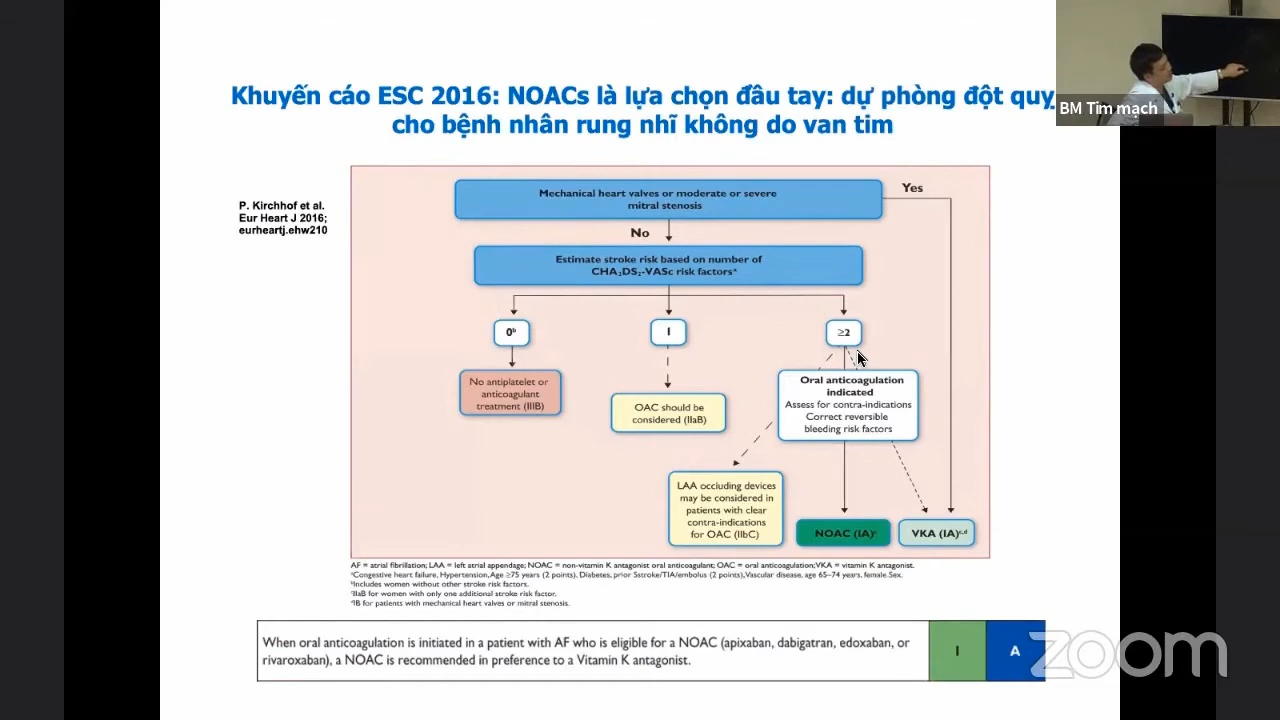 Khuyến cáo ESC 2016: NOACs là lựa chọn đầu tay: dự phòng đột quỵ
cho bệnh nhân rung nhĩ không do van tim
BM Tim mạch
P. Kirchhof et al.
Eur Heart J 2016;
eurheartj.ehw210
Mechanical heart valves or moderate or severe
mitral stenosis
Yes
No
Estimate stroke risk based on number of
CHA₂DS₂-VASc risk factorsᵃ
0ᵇ
1
≥2
No antiplatelet or
anticoagulant
treatment (IIIB)
OAC should be
considered (IIaB)
Oral anticoagulation
indicated
Assess for contra-indications
Correct reversible
bleeding risk factors
LAA occluding devices
may be considered in
patients with clear
contra-indications
for OAC (IIbC)
NOAC (IA)ᶜ
VKA (IA)ᶜ,ᵈ
AF = atrial fibrillation; LAA = left atrial appendage; NOAC = non-vitamin K antagonist oral anticoagulant; OAC = oral anticoagulation; VKA = vitamin K antagonist.
ᵃCongestive heart failure, Hypertension, Age ≥75 years (2 points), Diabetes, prior Sstroke/TIA/embolus (2 points), Vascular disease, age 65–74 years, female Sex.
ᵇIncludes women without other stroke risk factors.
ᶜIIaB for women with only one additional stroke risk factor.
ᵈIB for patients with mechanical heart valves or mitral stenosis.
When oral anticoagulation is initiated in a patient with AF who is eligible for a NOAC (apixaban, dabigatran, edoxaban, or
rivaroxaban), a NOAC is recommended in preference to a Vitamin K antagonist.
I
A
zoom